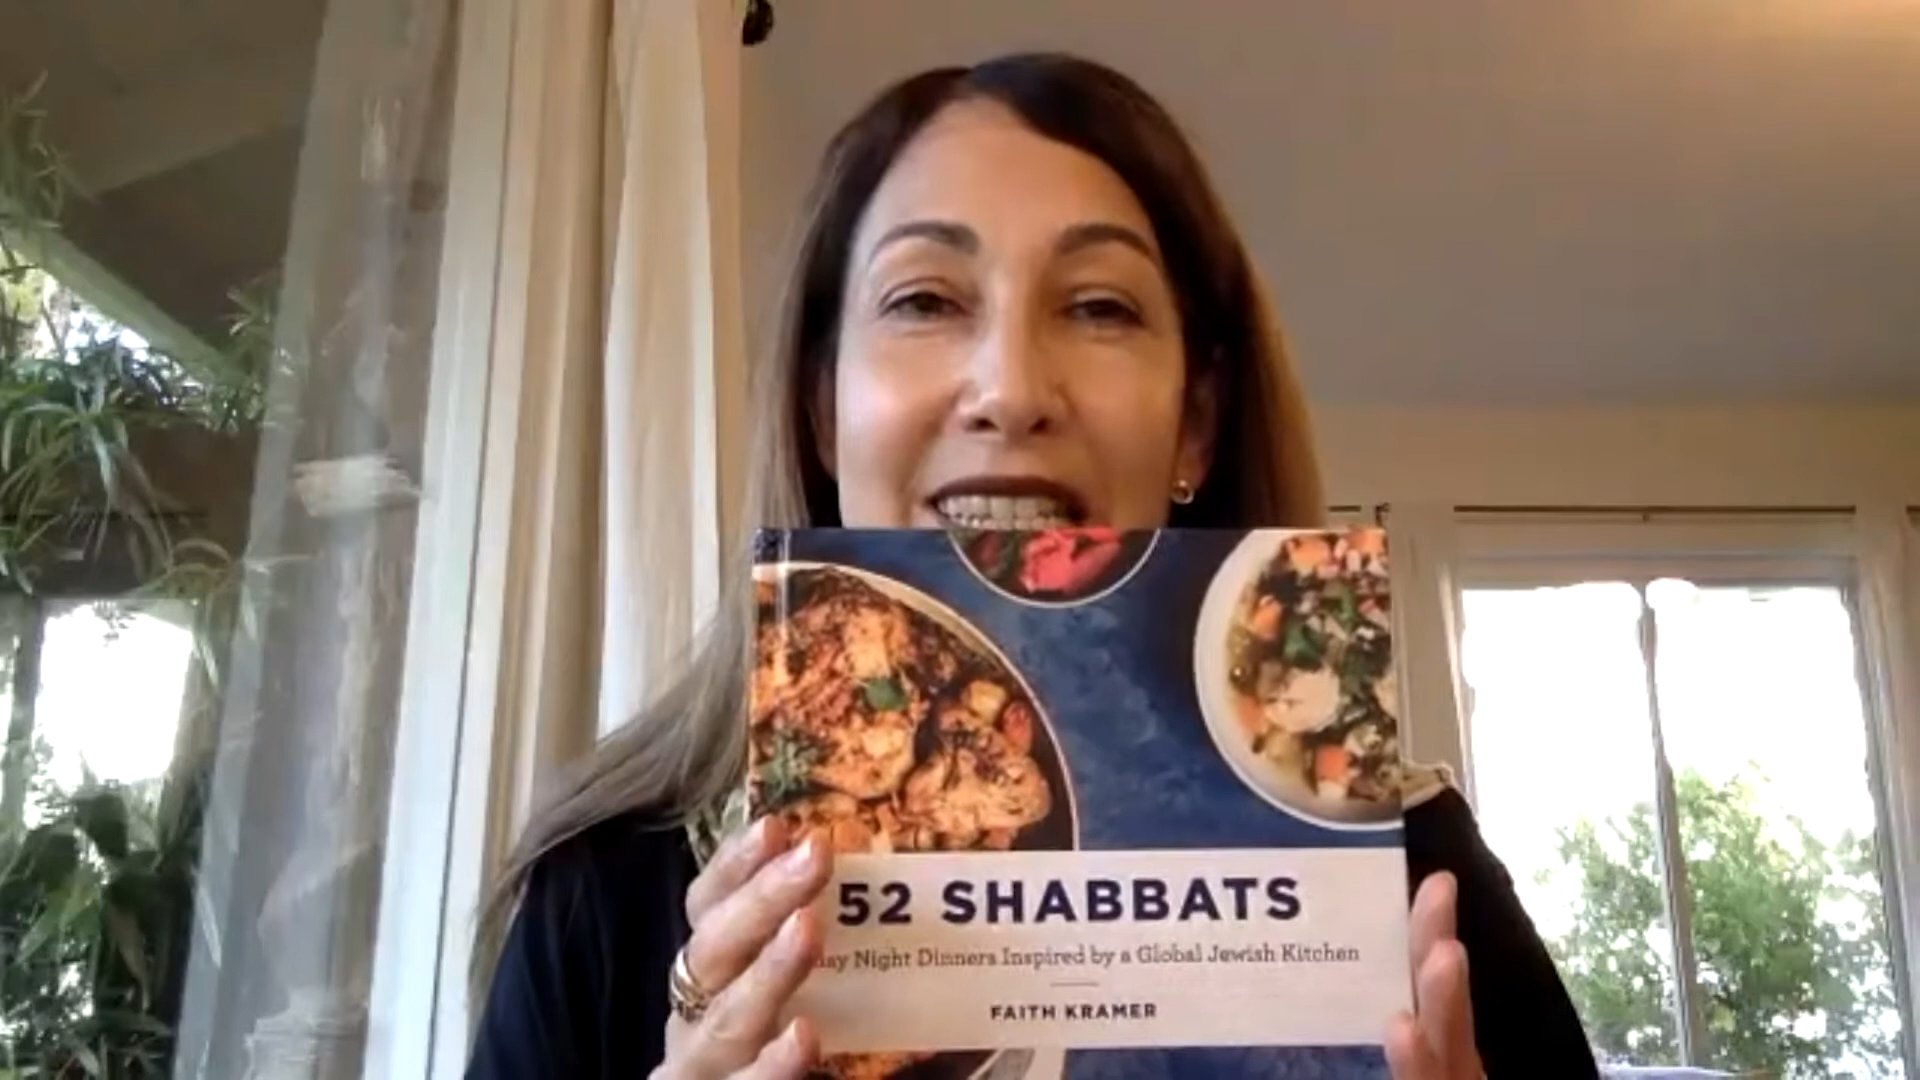 52 SHABBATS
Night Dinners Inspired by a Global Jewish Kitchen
FAITH KRAMER